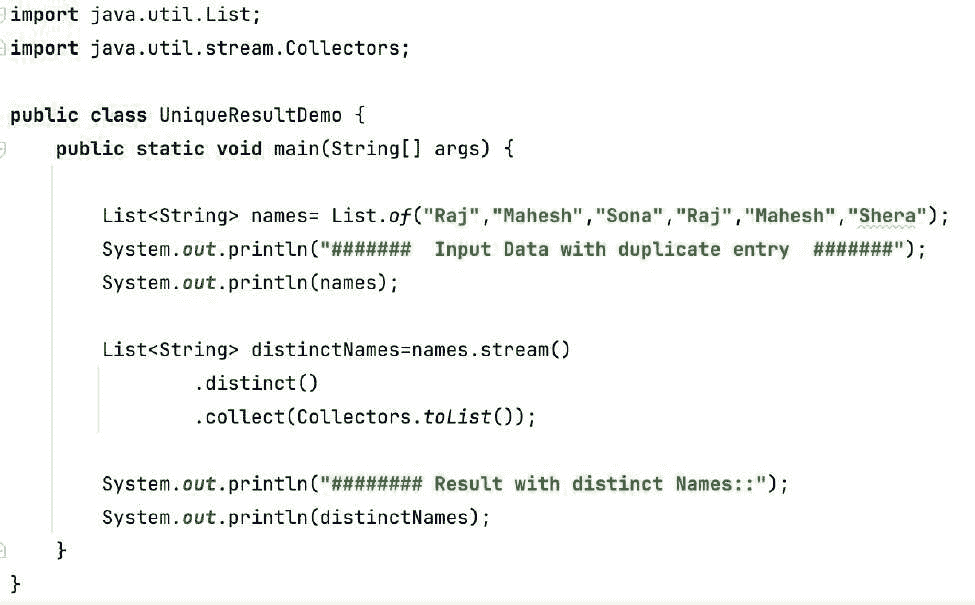 import java.util.List;
import java.util.stream.Collectors;
public class UniqueResultDemo {
public static void main(String[] args) {
List<String> names= List.of("Raj","Mahesh","Sona","Raj","Mahesh","Shera");
System.out.println("#######  Input Data with duplicate entry  #######");
System.out.println(names);
List<String> distinctNames=names.stream()
.distinct()
.collect(Collectors.toList());
System.out.println("######## Result with distinct Names::");
System.out.println(distinctNames);
}
}